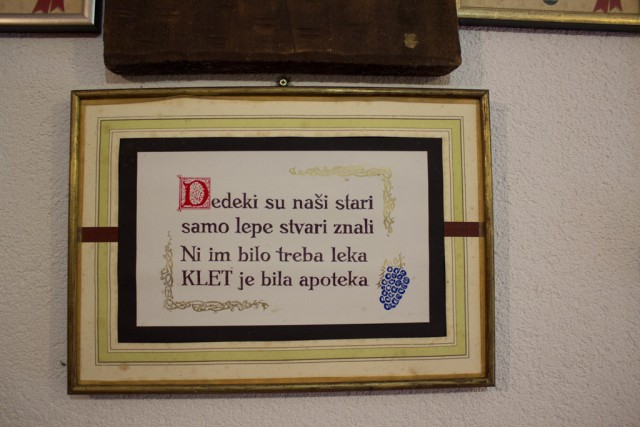 Dedeki su naši stari
samo lepe stvari znali
Ni im bilo treba leka
KLET je bila apoteka